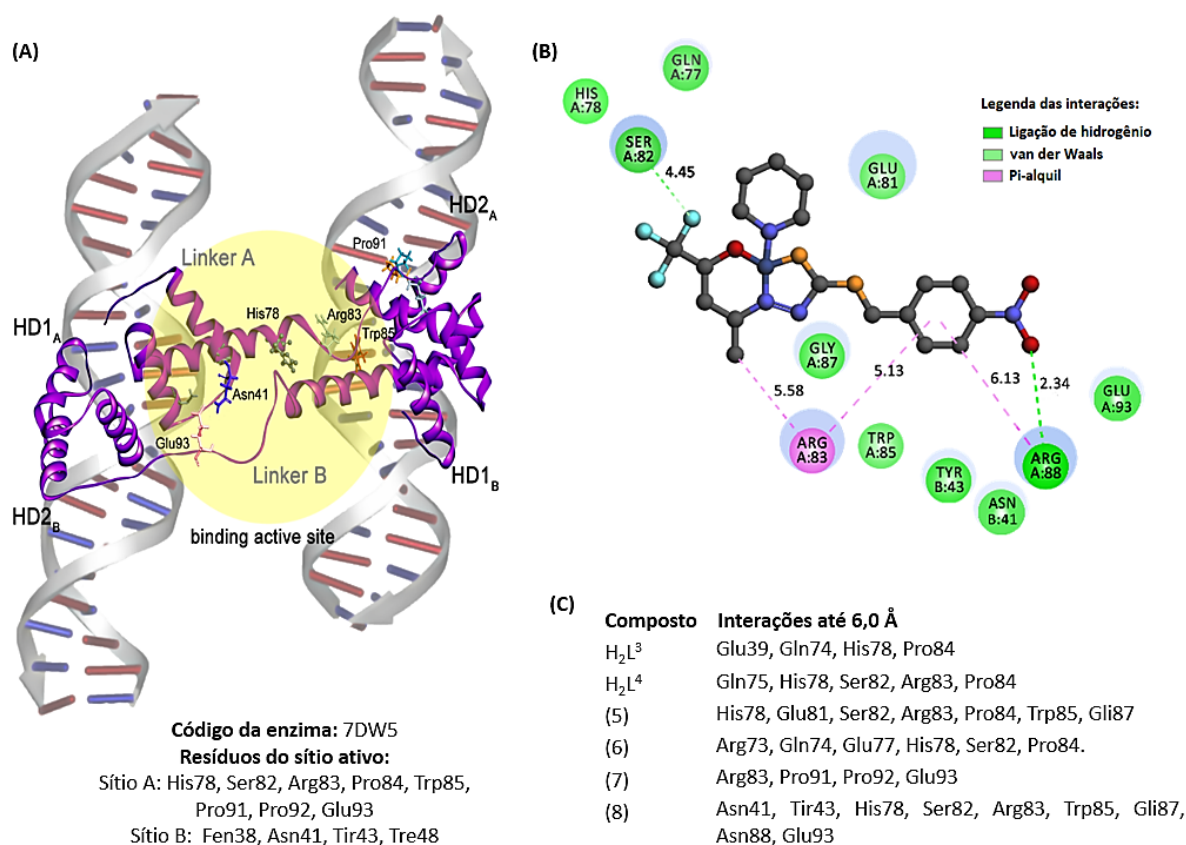 (A)
HD2A
Pro91
Linker A
HD1A
His78
Arg83
Trp85
Asn41
Glu93
Linker B
HD1B
HD2B
binding active site
Código da enzima: 7DW5
Resíduos do sítio ativo:
Sítio A: His78, Ser82, Arg83, Pro84, Trp85,
Pro91, Pro92, Glu93
Sítio B: Fen38, Asn41, Tir43, Tre48
(B)
GLN
A:77
HIS
A:78
Legenda das interações:
Ligação de hidrogênio
van der Waals
Pi-alquil
SER
A:82
4.45
GLU
A:81
GLY
A:87
5.58
5.13
6.13
2.34
GLU
A:93
ARG
A:83
TRP
A:85
TYR
B:43
ASN
B:41
ARG
A:88
(C)
Composto Interações até 6,0 Å
H₂L³ Glu39, Gln74, His78, Pro84
H₂L⁴ Gln75, His78, Ser82, Arg83, Pro84
(5) His78, Glu81, Ser82, Arg83, Pro84, Trp85, Gli87
(6) Arg73, Gln74, Glu77, His78, Ser82, Pro84.
(7) Arg83, Pro91, Pro92, Glu93
(8) Asn41, Tir43, His78, Ser82, Arg83, Trp85, Gli87,
Asn88, Glu93